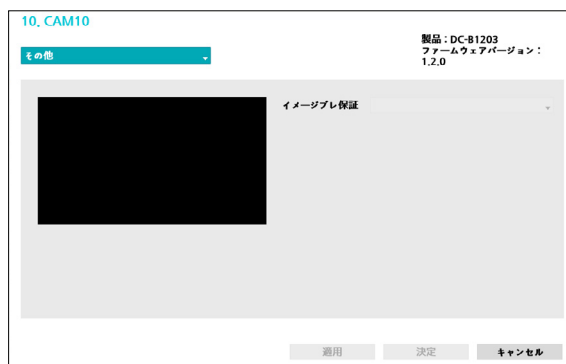 10. CAM10
製品：DC-B1203
ファームウェアバージョン：
1.2.0
その他
イメージブレ保証
適用
決定
キャンセル